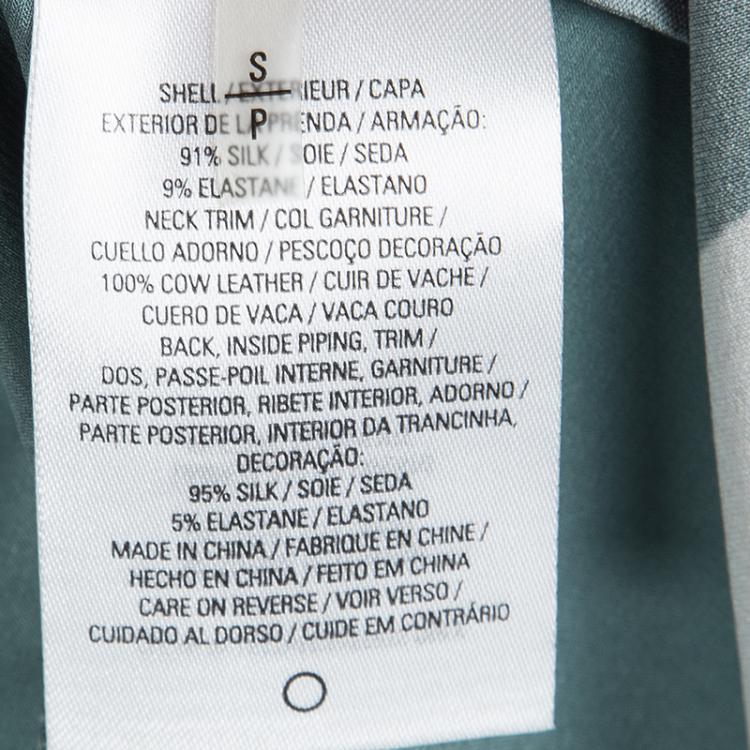 S
P
SHELL / EXTERIEUR / CAPA
EXTERIOR DE LA PRENDA / ARMAÇÃO:
91% SILK / SOIE / SEDA
9% ELASTANE / ELASTANO
NECK TRIM / COL GARNITURE /
CUELLO ADORNO / PESCOÇO DECORAÇÃO
100% COW LEATHER / CUIR DE VACHE /
CUERO DE VACA / VACA COURO
BACK, INSIDE PIPING, TRIM /
DOS, PASSE-POIL INTERNE, GARNITURE /
PARTE POSTERIOR, RIBETE INTERIOR, ADORNO /
PARTE POSTERIOR, INTERIOR DA TRANCINHA,
DECORAÇÃO:
95% SILK / SOIE / SEDA
5% ELASTANE / ELASTANO
MADE IN CHINA / FABRIQUE EN CHINE /
HECHO EN CHINA / FEITO EM CHINA
CARE ON REVERSE / VOIR VERSO /
CUIDADO AL DORSO / CUIDE EM CONTRÁRIO